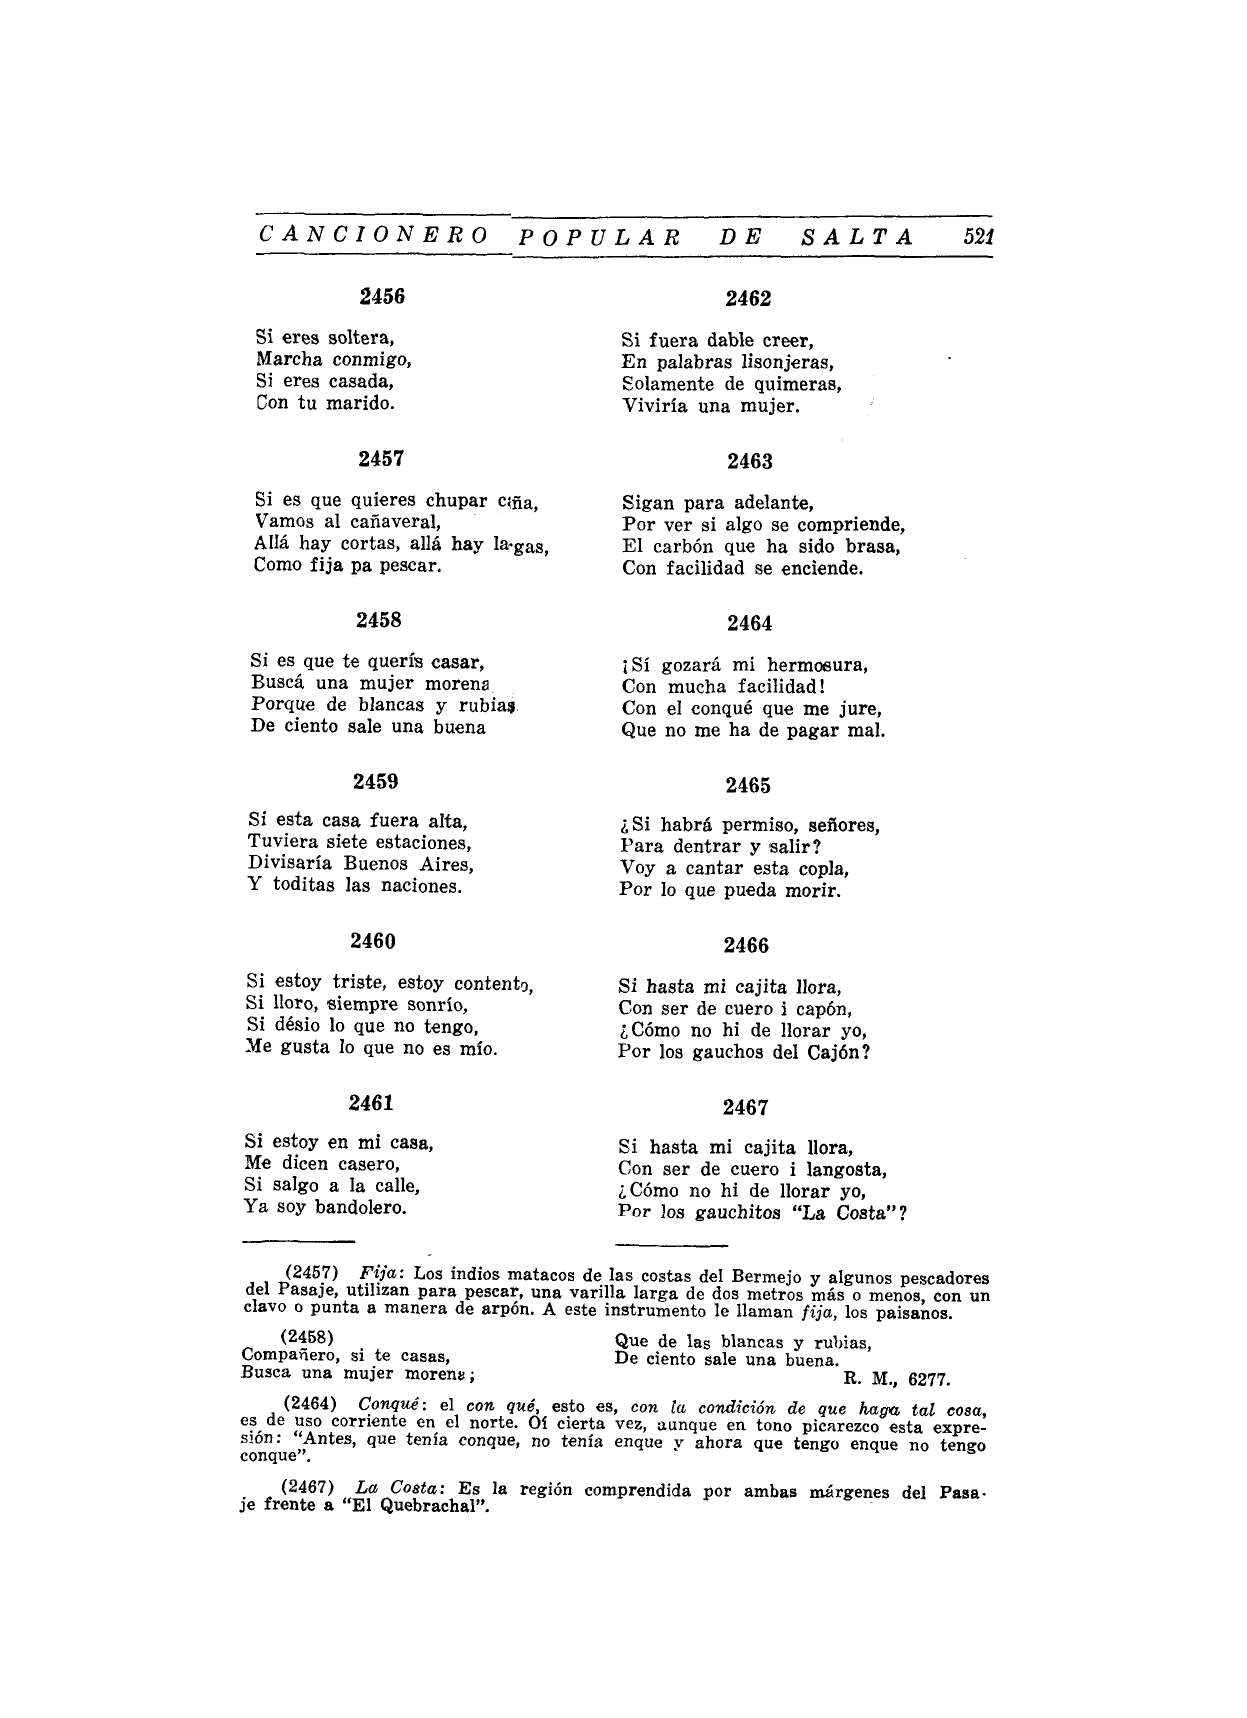 CANCIONERO POPULAR DE SALTA 521
2456
Si eres soltera,
Marcha conmigo,
Si eres casada,
Con tu marido.
2457
Si es que quieres chupar caña,
Vamos al cañaveral,
Allá hay cortas, allá hay largas,
Como fija pa pescar.
2458
Si es que te querís casar,
Buscá una mujer morena
Porque de blancas y rubias
De ciento sale una buena
2459
Si esta casa fuera alta,
Tuviera siete estaciones,
Divisaría Buenos Aires,
Y toditas las naciones.
2460
Si estoy triste, estoy contento,
Si lloro, siempre sonrío,
Si désio lo que no tengo,
Me gusta lo que no es mío.
2461
Si estoy en mi casa,
Me dicen casero,
Si salgo a la calle,
Ya soy bandolero.
2462
Si fuera dable creer,
En palabras lisonjeras,
Solamente de quimeras,
Viviría una mujer.
2463
Sigan para adelante,
Por ver si algo se compriende,
El carbón que ha sido brasa,
Con facilidad se enciende.
2464
¡Sí gozará mi hermosura,
Con mucha facilidad!
Con el conqué que me jure,
Que no me ha de pagar mal.
2465
¿Si habrá permiso, señores,
Para dentrar y salir?
Voy a cantar esta copla,
Por lo que pueda morir.
2466
Si hasta mi cajita llora,
Con ser de cuero i capón,
¿Cómo no hi de llorar yo,
Por los gauchos del Cajón?
2467
Si hasta mi cajita llora,
Con ser de cuero i langosta,
¿Cómo no hi de llorar yo,
Por los gauchitos "La Costa"?
(2457) Fija: Los indios matacos de las costas del Bermejo y algunos pescadores
del Pasaje, utilizan para pescar, una varilla larga de dos metros más o menos, con un
clavo o punta a manera de arpón. A este instrumento le llaman fija, los paisanos.
(2458)
Compañero, si te casas,
Busca una mujer morena;
Que de las blancas y rubias,
De ciento sale una buena.
R. M., 6277.
(2464) Conqué: el con qué, esto es, con la condición de que haga tal cosa,
es de uso corriente en el norte. Oí cierta vez, aunque en tono picarezco esta expre-
sión: "Antes, que tenía conque, no tenía enque y ahora que tengo enque no tengo
conque".
(2467) La Costa: Es la región comprendida por ambas márgenes del Pasa-
je frente a "El Quebrachal".